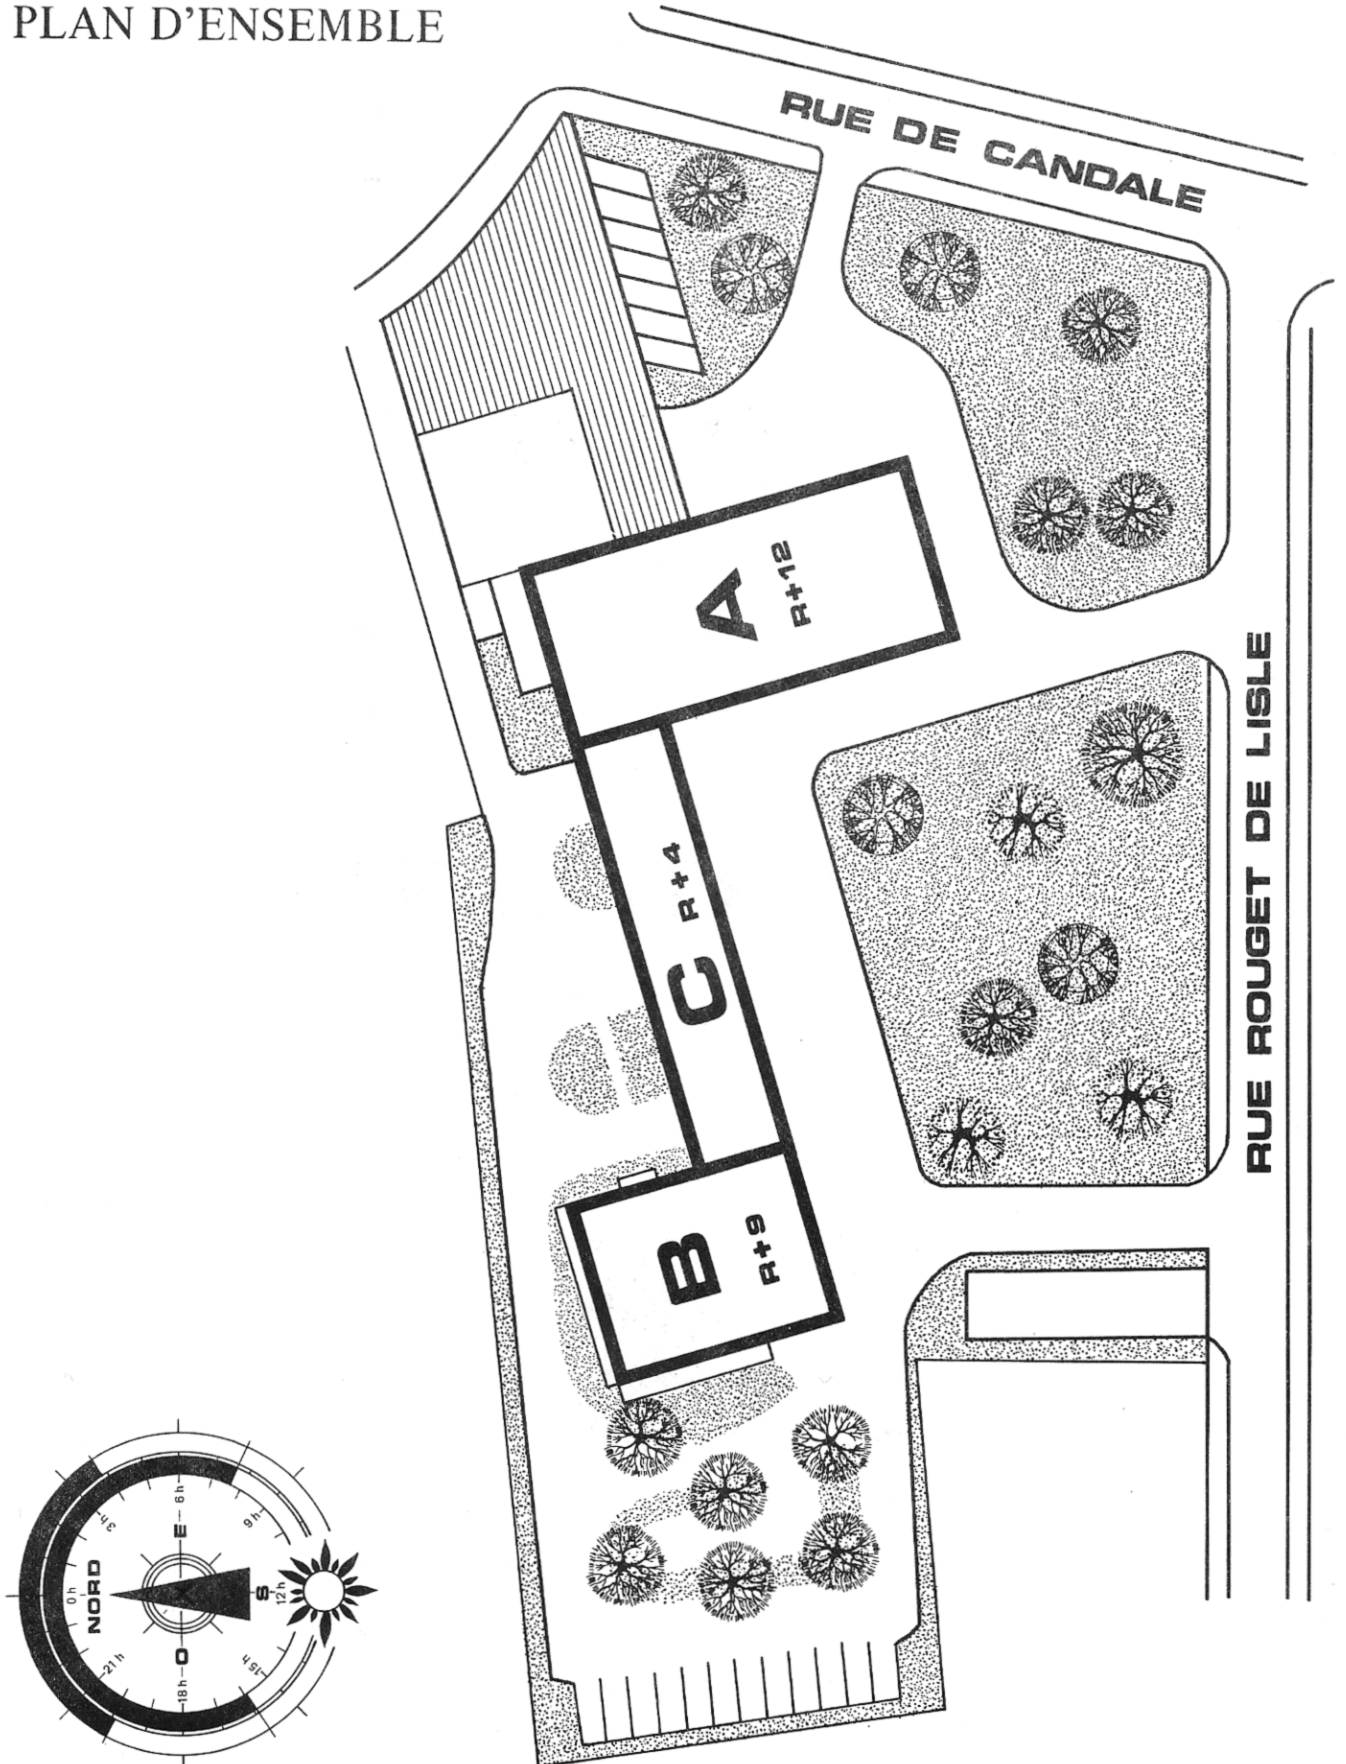 PLAN D'ENSEMBLE
RUE DE CANDALE
A
R+12
RUE ROUGET DE LISLE
C R+4
B
R+9
NORD
E
S
O
0h
3h
6h
9h
12h
15h
18h
21h